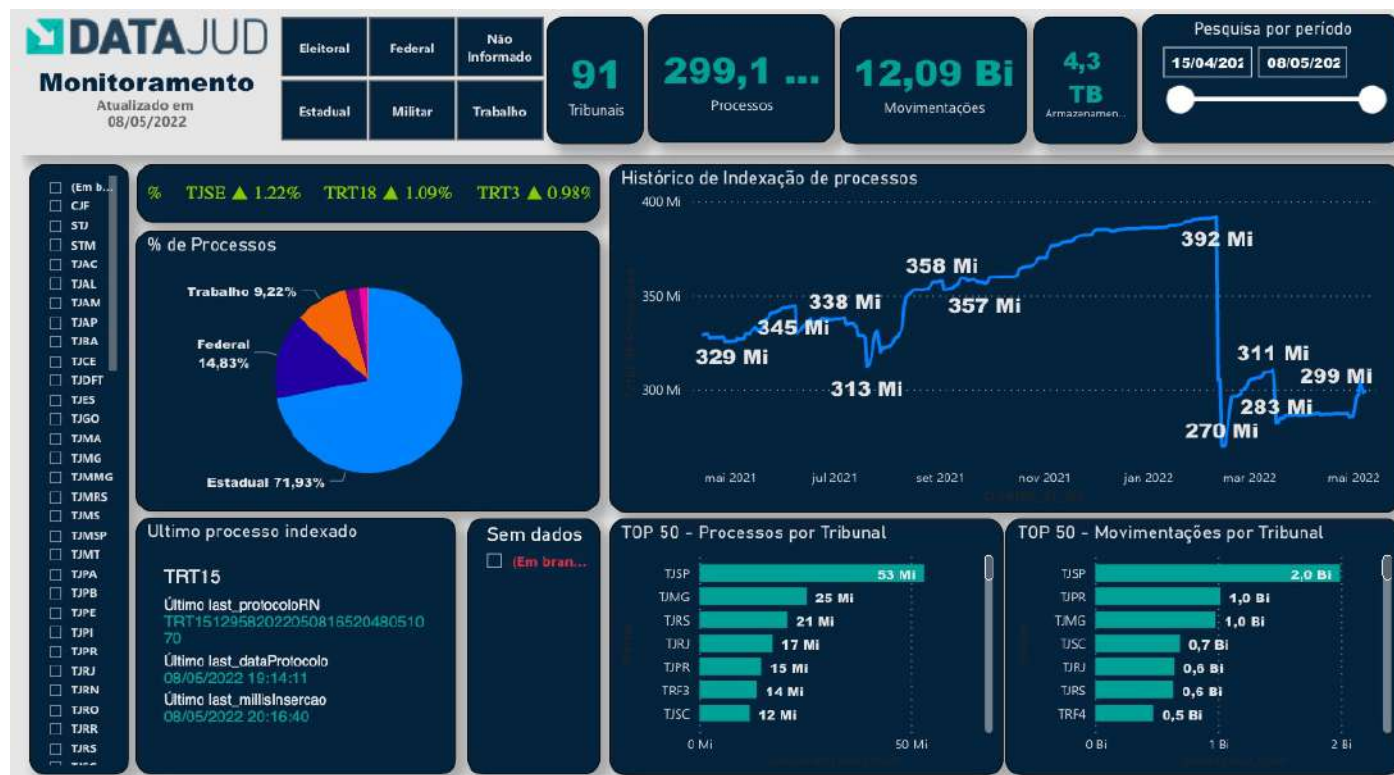 DATAJUD
Monitoramento
Atualizado em
08/05/2022
Eleitoral
Federal
Não
Informado
Estadual
Militar
Trabalho
91
Tribunais
299,1 ...
Processos
12,09 Bi
Movimentações
4,3
TB
Armazenamen...
Pesquisa por período
15/04/202
08/05/202
(Em b...
CJF
STJ
STM
TJAC
TJAL
TJAM
TJAP
TJBA
TJCE
TJDFT
TJES
TJGO
TJMA
TJMG
TJMMG
TJMRS
TJMS
TJMSP
TJMT
TJPA
TJPB
TJPE
TJPI
TJPR
TJRJ
TJRN
TJRO
TJRR
TJRS
% TJSE ▲ 1.22% TRT18 ▲ 1.09% TRT3 ▲ 0.98%
% de Processos
Trabalho 9,22%
Federal
14,83%
Estadual 71,93%
Histórico de Indexação de processos
400 Mi
350 Mi
300 Mi
329 Mi
345 Mi
338 Mi
313 Mi
358 Mi
357 Mi
392 Mi
270 Mi
311 Mi
283 Mi
299 Mi
mai 2021
jul 2021
set 2021
nov 2021
jan 2022
mar 2022
mai 2022
Ultimo processo indexado
TRT15
Último last_protocoloRN
TRT15129582022050816520480510
70
Último last_dataProtocolo
08/05/2022 19:14:11
Último last_millisInsercao
08/05/2022 20:16:40
Sem dados
(Em bran...
TOP 50 - Processos por Tribunal
TJSP 53 Mi
TJMG 25 Mi
TJRS 21 Mi
TJRJ 17 Mi
TJPR 15 Mi
TRF3 14 Mi
TJSC 12 Mi
0 Mi 50 Mi
TOP 50 - Movimentações por Tribunal
TJSP 2,0 Bi
TJPR 1,0 Bi
TJMG 1,0 Bi
TJSC 0,7 Bi
TJRJ 0,6 Bi
TJRS 0,6 Bi
TRF4 0,5 Bi
0 Bi 1 Bi 2 Bi